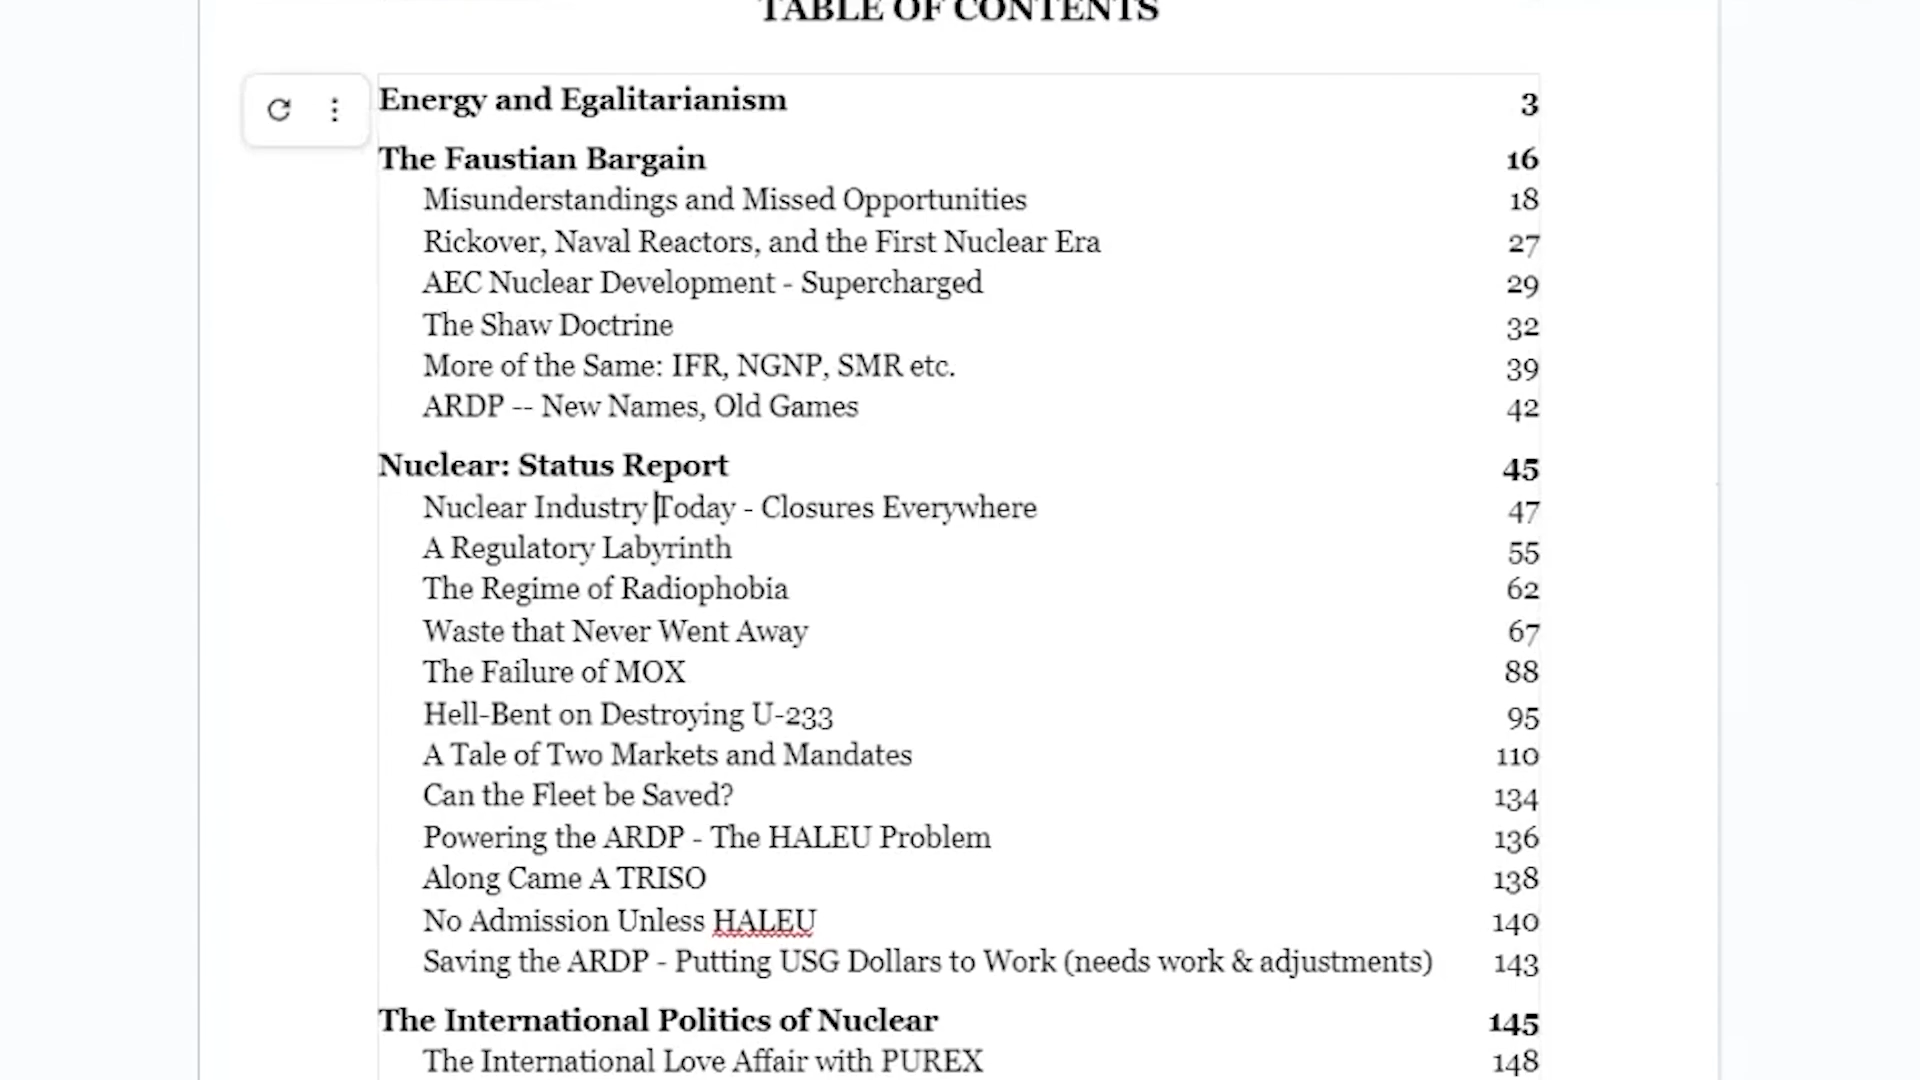 TABLE OF CONTENTS
Energy and Egalitarianism 3
The Faustian Bargain 16
Misunderstandings and Missed Opportunities 18
Rickover, Naval Reactors, and the First Nuclear Era 27
AEC Nuclear Development - Supercharged 29
The Shaw Doctrine 32
More of the Same: IFR, NGNP, SMR etc. 39
ARDP -- New Names, Old Games 42
Nuclear: Status Report 45
Nuclear Industry Today - Closures Everywhere 47
A Regulatory Labyrinth 55
The Regime of Radiophobia 62
Waste that Never Went Away 67
The Failure of MOX 88
Hell-Bent on Destroying U-233 95
A Tale of Two Markets and Mandates 110
Can the Fleet be Saved? 134
Powering the ARDP - The HALEU Problem 136
Along Came A TRISO 138
No Admission Unless HALEU 140
Saving the ARDP - Putting USG Dollars to Work (needs work & adjustments) 143
The International Politics of Nuclear 145
The International Love Affair with PUREX 148